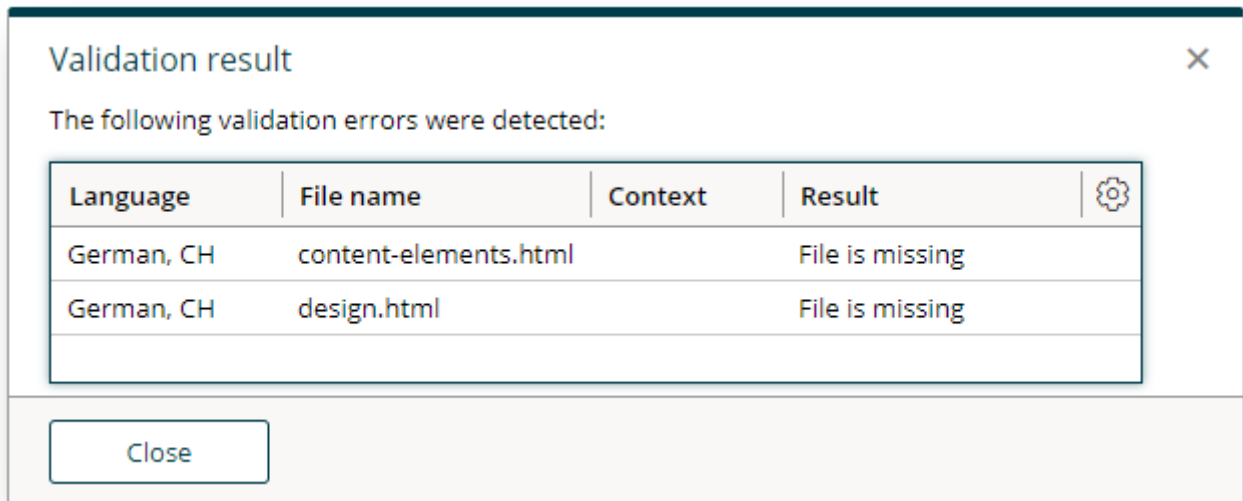 Validation result
The following validation errors were detected:
Language File name Context Result
German, CH content-elements.html File is missing
German, CH design.html File is missing
Close